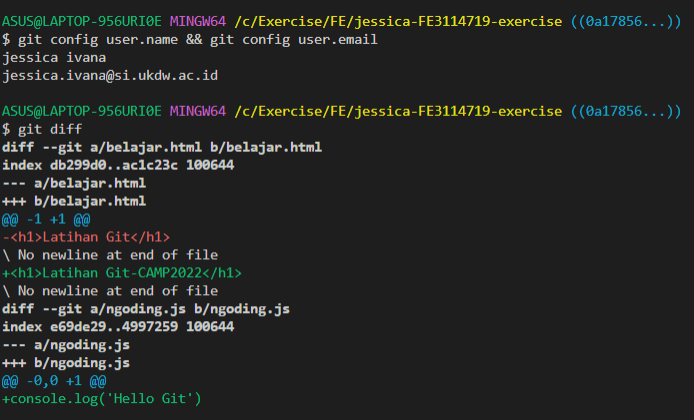 ASUS@LAPTOP-956URI0E MINGW64 /c/Exercise/FE/jessica-FE3114719-exercise ((0a17856...))
$ git config user.name && git config user.email
jessica ivana
jessica.ivana@si.ukdw.ac.id
ASUS@LAPTOP-956URI0E MINGW64 /c/Exercise/FE/jessica-FE3114719-exercise ((0a17856...))
$ git diff
diff --git a/belajar.html b/belajar.html
index db299d0..ac1c23c 100644
--- a/belajar.html
+++ b/belajar.html
@@ -1 +1 @@
-<h1>Latihan Git</h1>
\ No newline at end of file
+<h1>Latihan Git-CAMP2022</h1>
\ No newline at end of file
diff --git a/ngoding.js b/ngoding.js
index e69de29..4997259 100644
--- a/ngoding.js
+++ b/ngoding.js
@@ -0,0 +1 @@
+console.log('Hello Git')